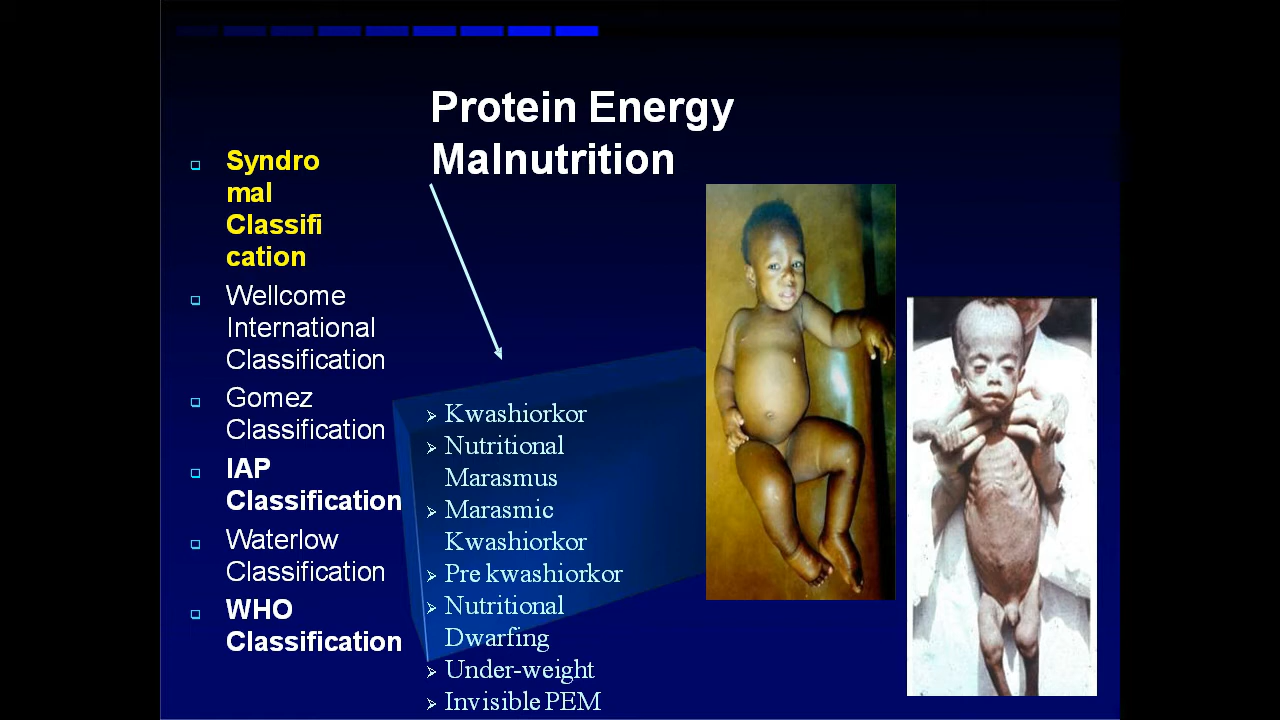 Protein Energy
Malnutrition
Syndro
mal
Classifi
cation
Wellcome
International
Classification
Gomez
Classification
IAP
Classification
Waterlow
Classification
WHO
Classification
Kwashiorkor
Nutritional
Marasmus
Marasmic
Kwashiorkor
Pre kwashiorkor
Nutritional
Dwarfing
Under-weight
Invisible PEM